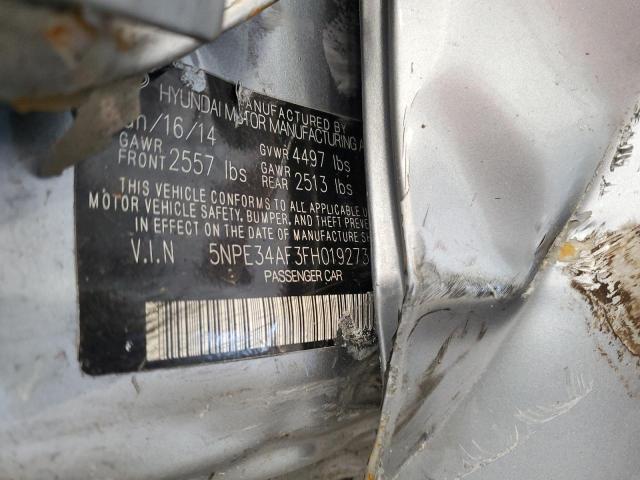 MANUFACTURED BY
HYUNDAI MOTOR MANUFACTURING A
/16/14
GVWR 4497 lbs
GAWR FRONT 2557 lbs
GAWR REAR 2513 lbs
THIS VEHICLE CONFORMS TO ALL APPLICABLE
MOTOR VEHICLE SAFETY, BUMPER, AND THEFT PREVE
IN EFFECT ON THE DATE OF MANUFACTURE SH
V.I.N 5NPE34AF3FH019273
PASSENGER CAR